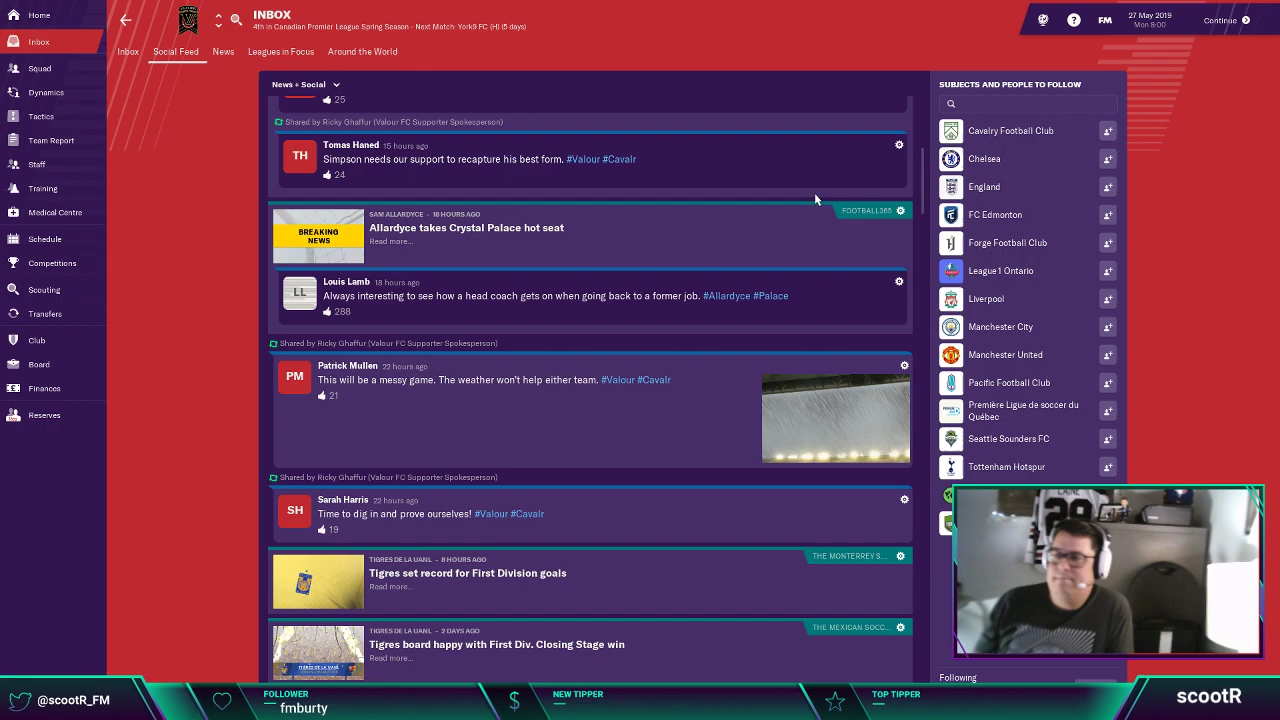 Home
Inbox
Squad
Dynamics
Tactics
Team Report
Staff
Training
Medical Centre
Schedule
Competitions
Scouting
Transfers
Club
Board
Finances
Reserves
INBOX
4th in Canadian Premier League Spring Season - Next Match: York9 FC (H) (5 days)
FM
27 May 2019
Mon 8:00
Continue
Inbox
Social Feed
News
Leagues in Focus
Around the World
News + Social
25
Shared by Ricky Ghaffur (Valour FC Supporter Spokesperson)
TH
Tomas Haned 15 hours ago
Simpson needs our support to recapture his best form. #Valour #Cavalr
24
FOOTBALL365
BREAKING
NEWS
SAM ALLARDYCE - 18 HOURS AGO
Allardyce takes Crystal Palace hot seat
Read more...
LL
Louis Lamb 18 hours ago
Always interesting to see how a head coach gets on when going back to a former job. #Allardyce #Palace
288
Shared by Ricky Ghaffur (Valour FC Supporter Spokesperson)
PM
Patrick Mullen 22 hours ago
This will be a messy game. The weather won't help either team. #Valour #Cavalr
21
Shared by Ricky Ghaffur (Valour FC Supporter Spokesperson)
SH
Sarah Harris 22 hours ago
Time to dig in and prove ourselves! #Valour #Cavalr
19
THE MONTERREY S...
TIGRES DE LA UANL - 8 HOURS AGO
Tigres set record for First Division goals
Read more...
THE MEXICAN SOCC...
TIGRES DE LA UANL - 2 DAYS AGO
Tigres board happy with First Div. Closing Stage win
Read more...
SUBJECTS AND PEOPLE TO FOLLOW
Cavalry Football Club
Chelsea
England
FC Edmonton
Forge Football Club
League1 Ontario
Liverpool
Manchester City
Manchester United
Pacific Football Club
Première Ligue de soccer du
Québec
Seattle Sounders FC
Tottenham Hotspur
Following
@scootR_FM
FOLLOWER
fmburty
NEW TIPPER
TOP TIPPER
scootR